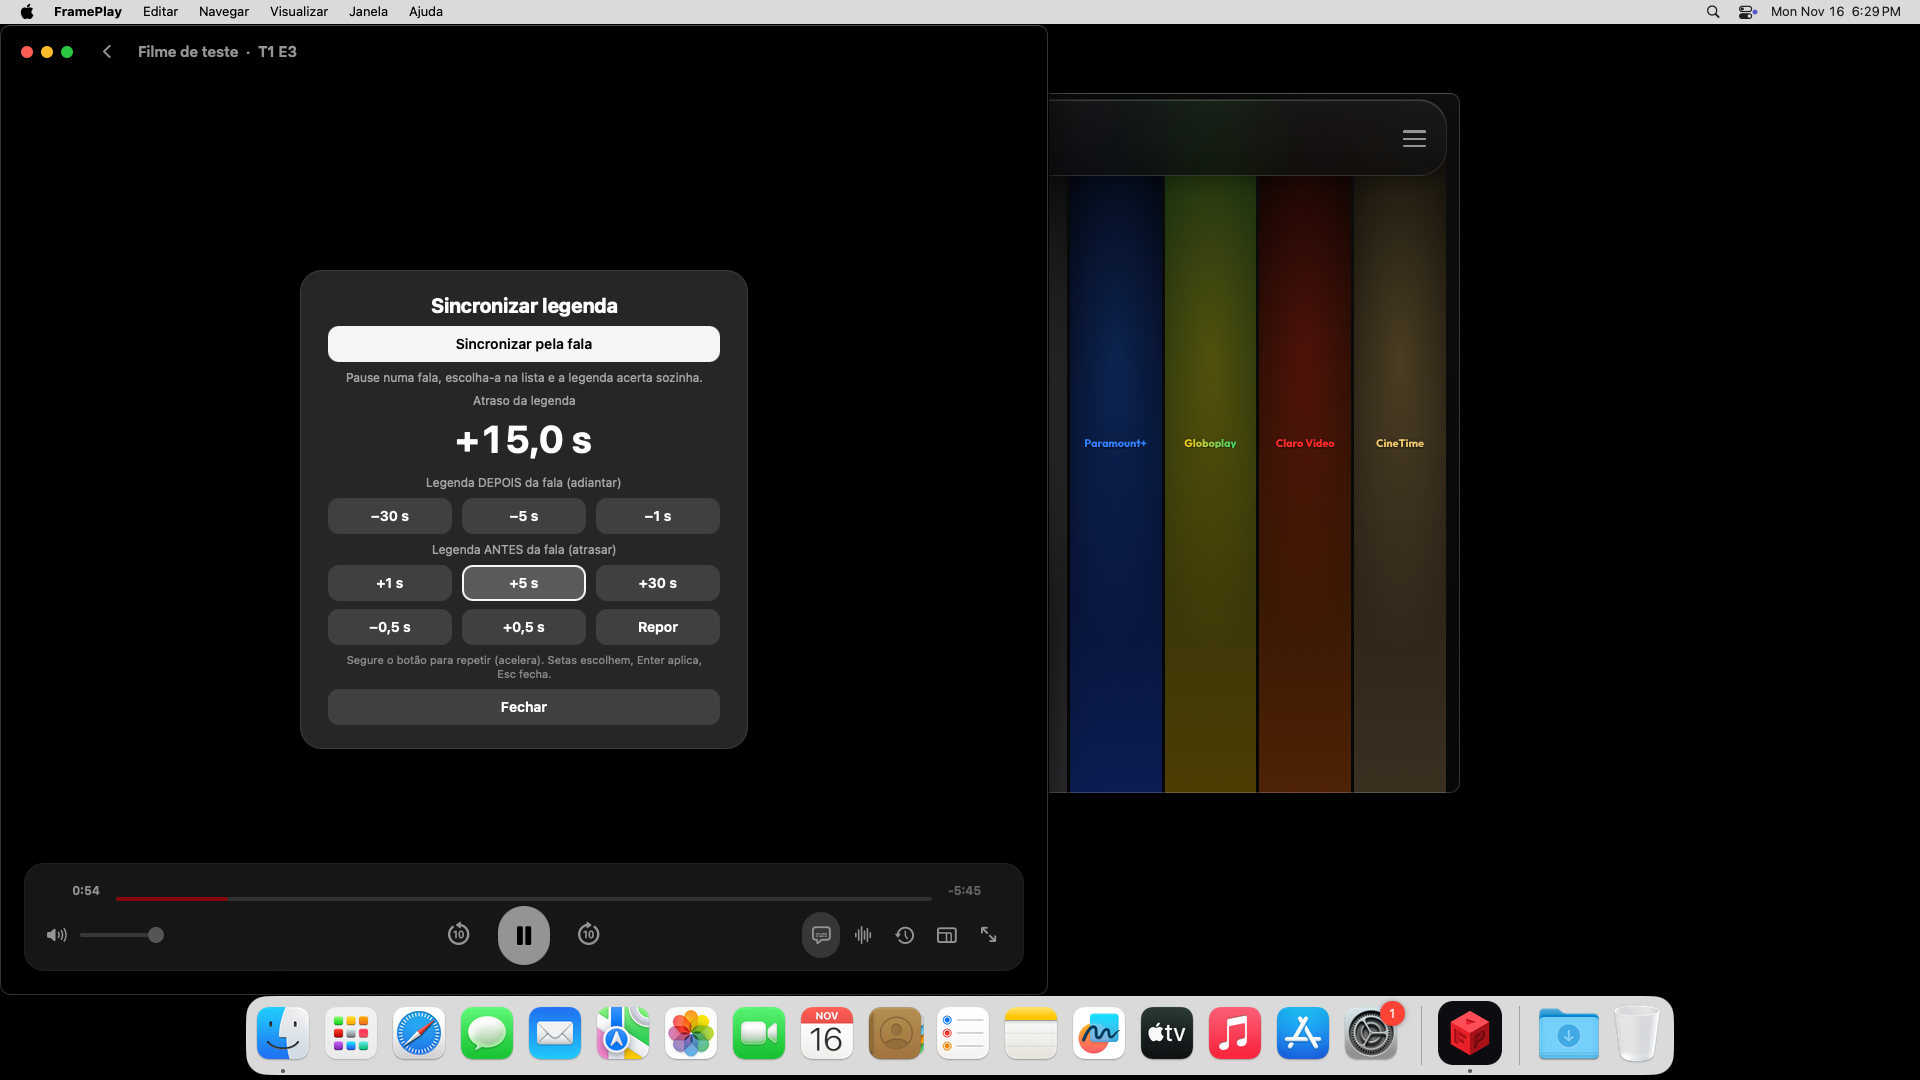 FramePlay Editar Navegar Visualizar Janela Ajuda Mon Nov 16 6:29 PM
Filme de teste · T1 E3
Sincronizar legenda
Sincronizar pela fala
Pause numa fala, escolha-a na lista e a legenda acerta sozinha.
Atraso da legenda
+15,0 s
Legenda DEPOIS da fala (adiantar)
−30 s −5 s −1 s
Legenda ANTES da fala (atrasar)
+1 s +5 s +30 s
−0,5 s +0,5 s Repor
Segure o botão para repetir (acelera). Setas escolhem, Enter aplica,
Esc fecha.
Fechar
Paramount+ Globoplay Claro Video CineTime
0:54 -5:45
10 10
NOV
16
tv
1